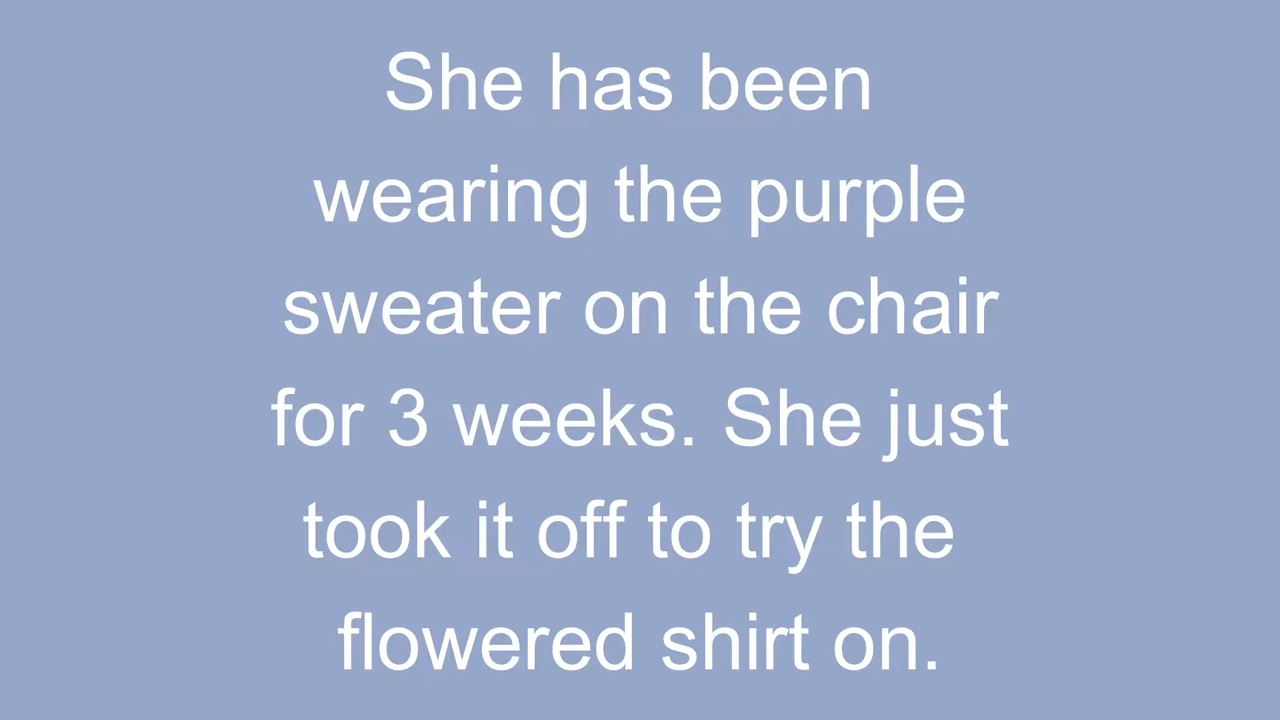 She has been
wearing the purple
sweater on the chair
for 3 weeks. She just
took it off to try the
flowered shirt on.